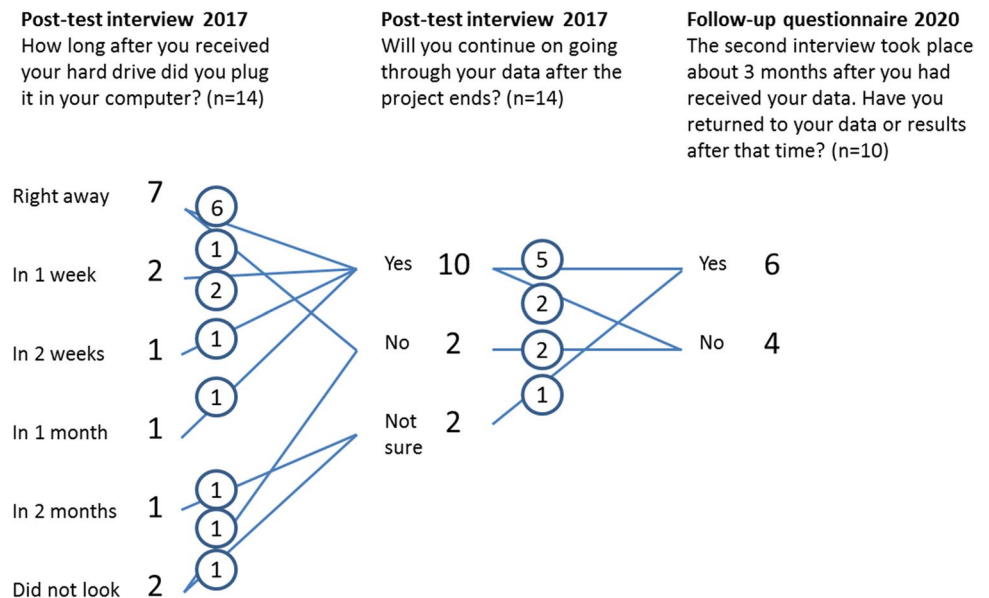 Post-test interview 2017
How long after you received
your hard drive did you plug
it in your computer? (n=14)
Post-test interview 2017
Will you continue on going
through your data after the
project ends? (n=14)
Follow-up questionnaire 2020
The second interview took place
about 3 months after you had
received your data. Have you
returned to your data or results
after that time? (n=10)
Right away 7
6
1
In 1 week 2
2
In 2 weeks 1
1
1
In 1 month 1
1
In 2 months 1
1
1
Did not look 2
Yes 10
No 2
Not
sure 2
5
2
2
1
Yes 6
No 4